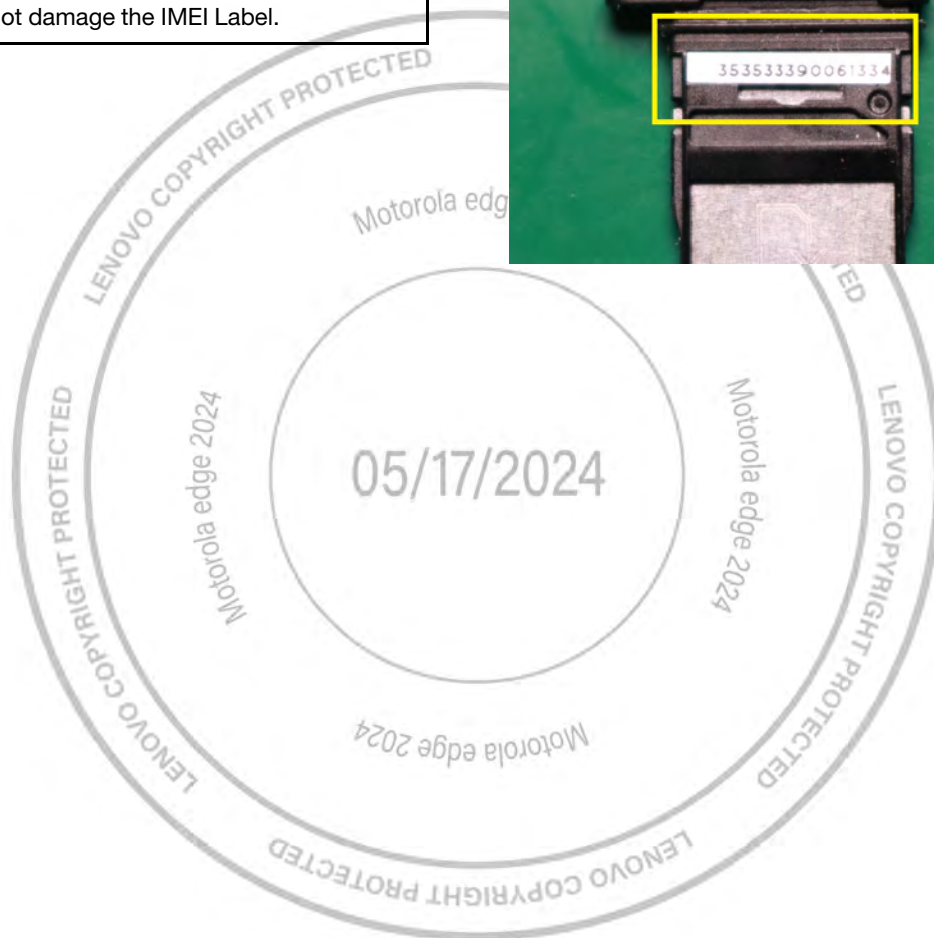 ot damage the IMEI Label.
353533390061334
LENOVO COPYRIGHT PROTECTED
Motorola edg
TED
Motorola edge 2024
05/17/2024
Motorola edge 2024
LENOVO COPYRIGHT PROTECTED
LENOVO COPYRIGHT PROTECTED
Motorola edge 2024
LENOVO COPYRIGHT PROTECTED